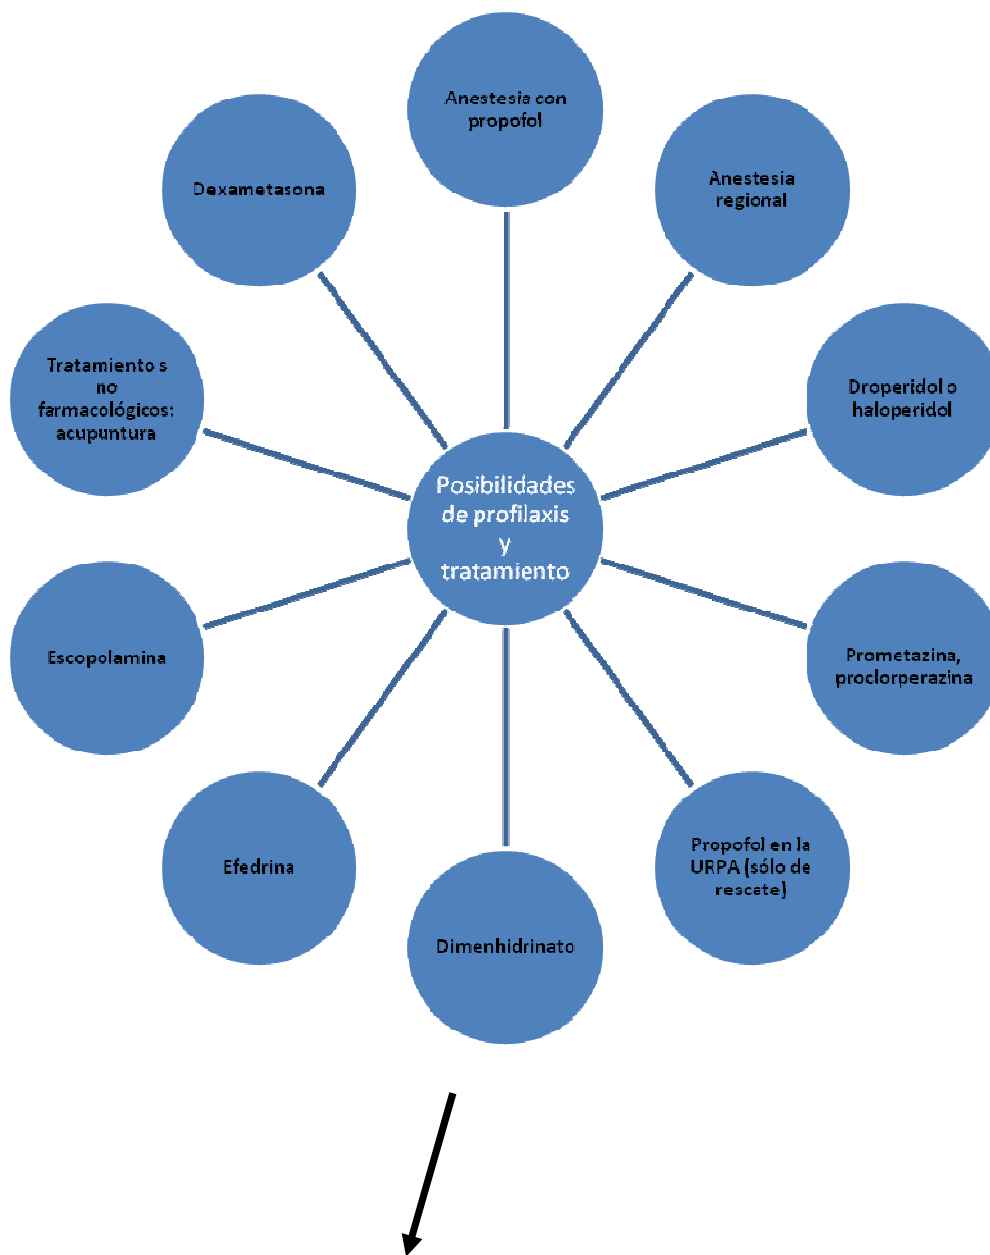 Anestesia con
propofol
Anestesia
regional
Droperidol o
haloperidol
Prometazina,
proclorperazina
Propofol en la
URPA (sólo de
rescate)
Dimenhidrinato
Efedrina
Escopolamina
Tratamiento s
no
farmacológicos:
acupuntura
Dexametasona
Posibilidades
de profilaxis
y
tratamiento